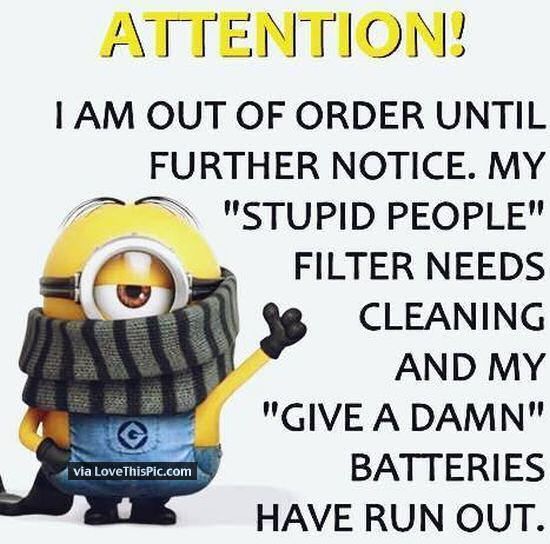 ATTENTION!
I AM OUT OF ORDER UNTIL
FURTHER NOTICE. MY
"STUPID PEOPLE"
FILTER NEEDS
CLEANING
AND MY
"GIVE A DAMN"
BATTERIES
HAVE RUN OUT.
via LoveThisPic.com